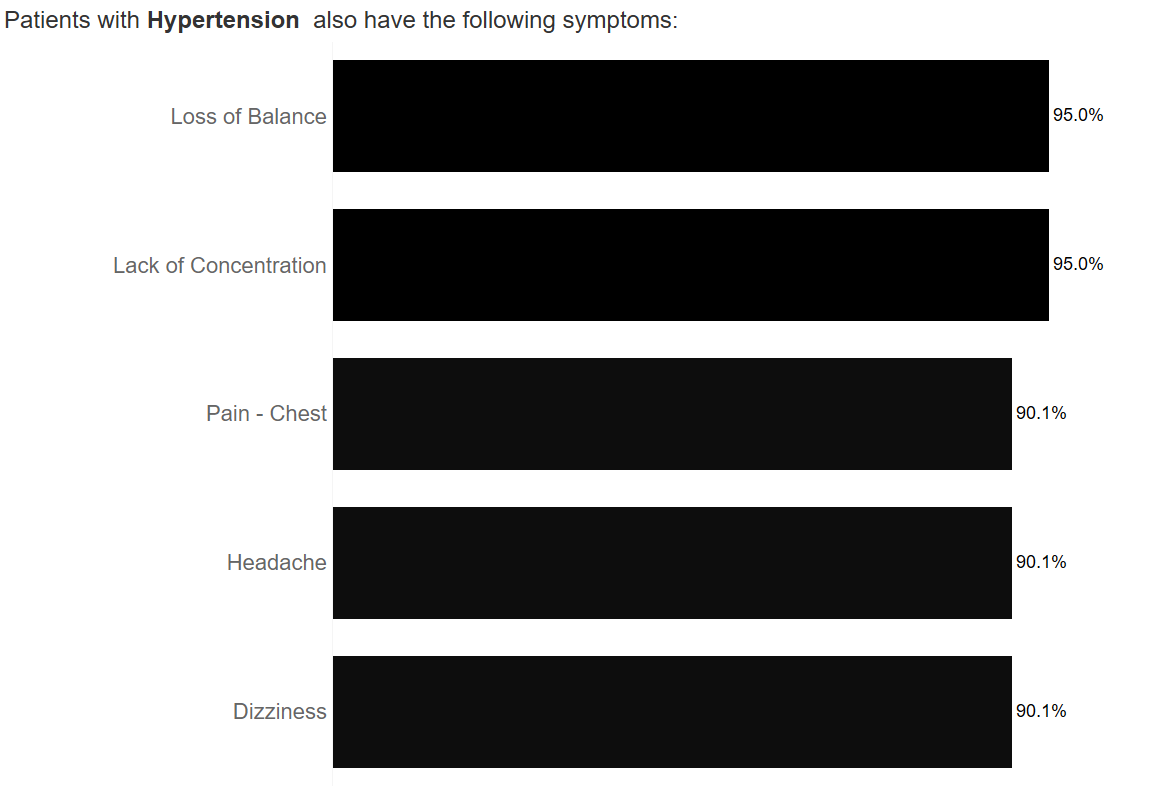 Patients with Hypertension also have the following symptoms:
Loss of Balance 95.0%
Lack of Concentration 95.0%
Pain - Chest 90.1%
Headache 90.1%
Dizziness 90.1%